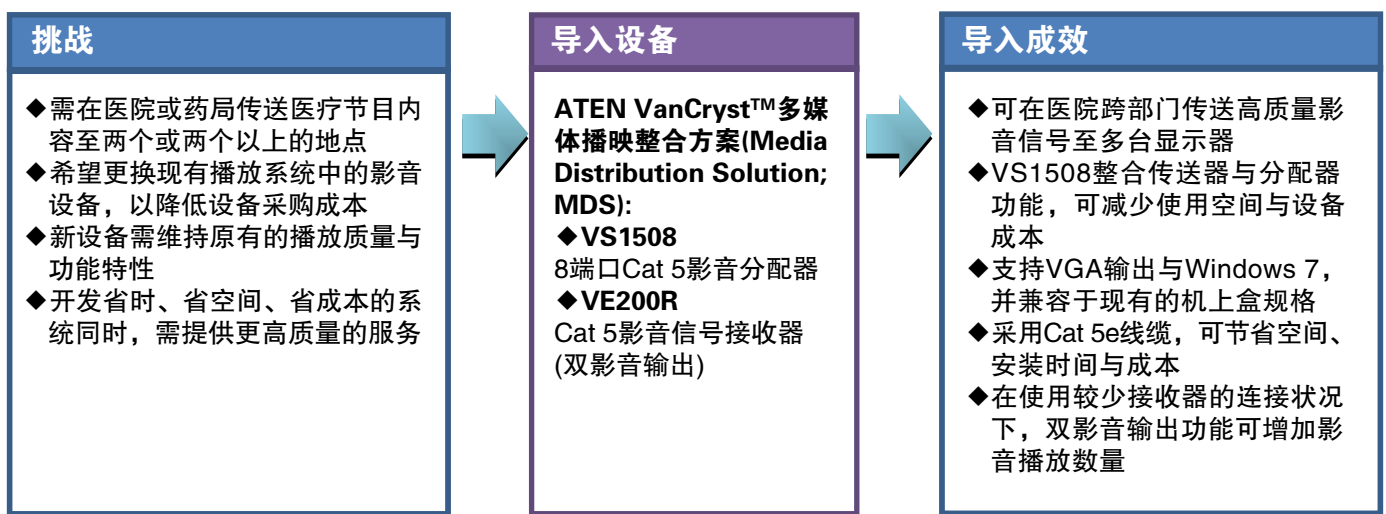 挑战
◆需在医院或药局传送医疗节目内
容至两个或两个以上的地点
◆希望更换现有播放系统中的影音
设备，以降低设备采购成本
◆新设备需维持原有的播放质量与
功能特性
◆开发省时、省空间、省成本的系
统同时，需提供更高质量的服务
导入设备
ATEN VanCryst™多媒
体播映整合方案(Media
Distribution Solution;
MDS):
◆VS1508
8端口Cat 5影音分配器
◆VE200R
Cat 5影音信号接收器
(双影音输出)
导入成效
◆可在医院跨部门传送高质量影
音信号至多台显示器
◆VS1508整合传送器与分配器
功能，可减少使用空间与设备
成本
◆支持VGA输出与Windows 7，
并兼容于现有的机上盒规格
◆采用Cat 5e线缆，可节省空间、
安装时间与成本
◆在使用较少接收器的连接状况
下，双影音输出功能可增加影
音播放数量